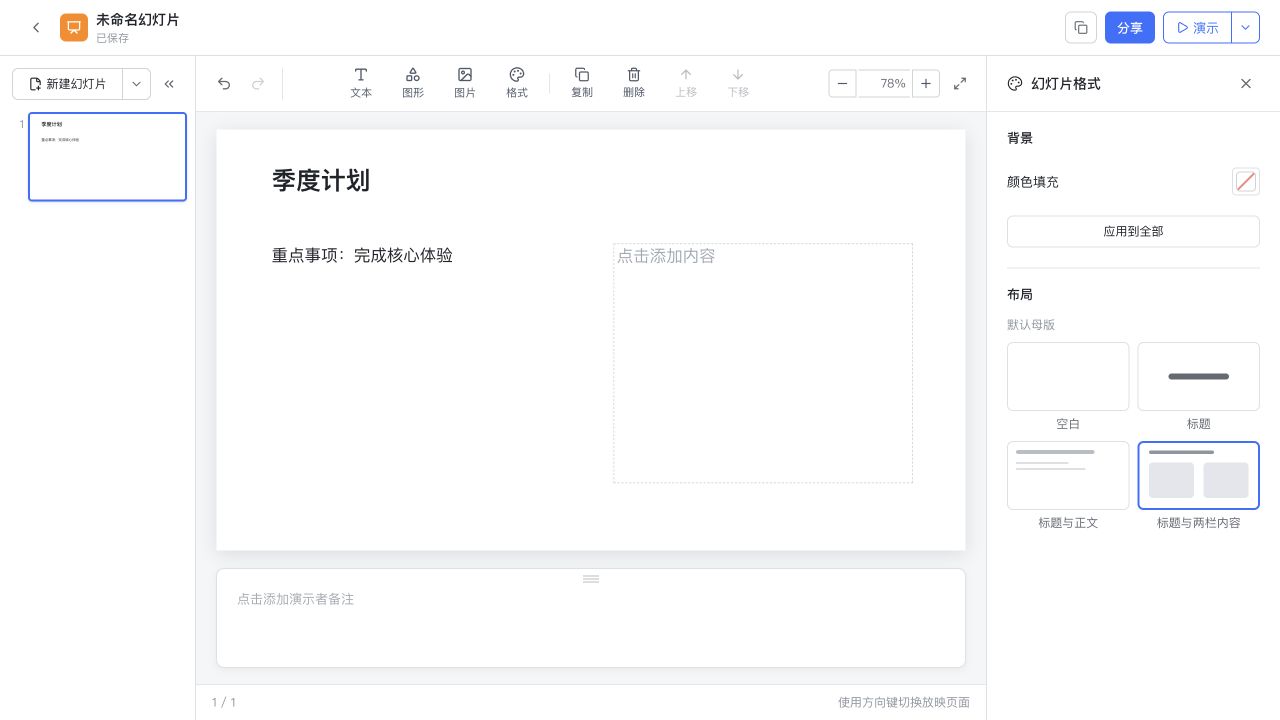 未命名幻灯片
已保存
分享
演示
新建幻灯片
文本
图形
图片
格式
复制
删除
上移
下移
78%
幻灯片格式
1
季度计划
重点事项：完成核心体验
季度计划
重点事项：完成核心体验
点击添加内容
点击添加演示者备注
1 / 1
使用方向键切换放映页面
背景
颜色填充
应用到全部
布局
默认母版
空白
标题
标题与正文
标题与两栏内容